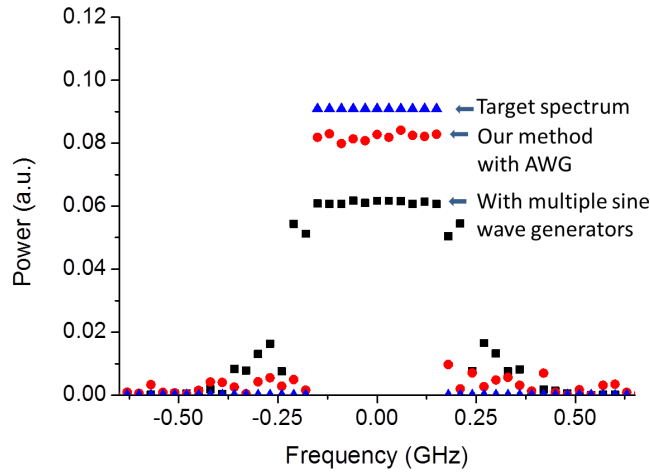 0.12
0.10
0.08
0.06
0.04
0.02
0.00
Power (a.u.)
Target spectrum
Our method
with AWG
With multiple sine
wave generators
-0.50 -0.25 0.00 0.25 0.50
Frequency (GHz)